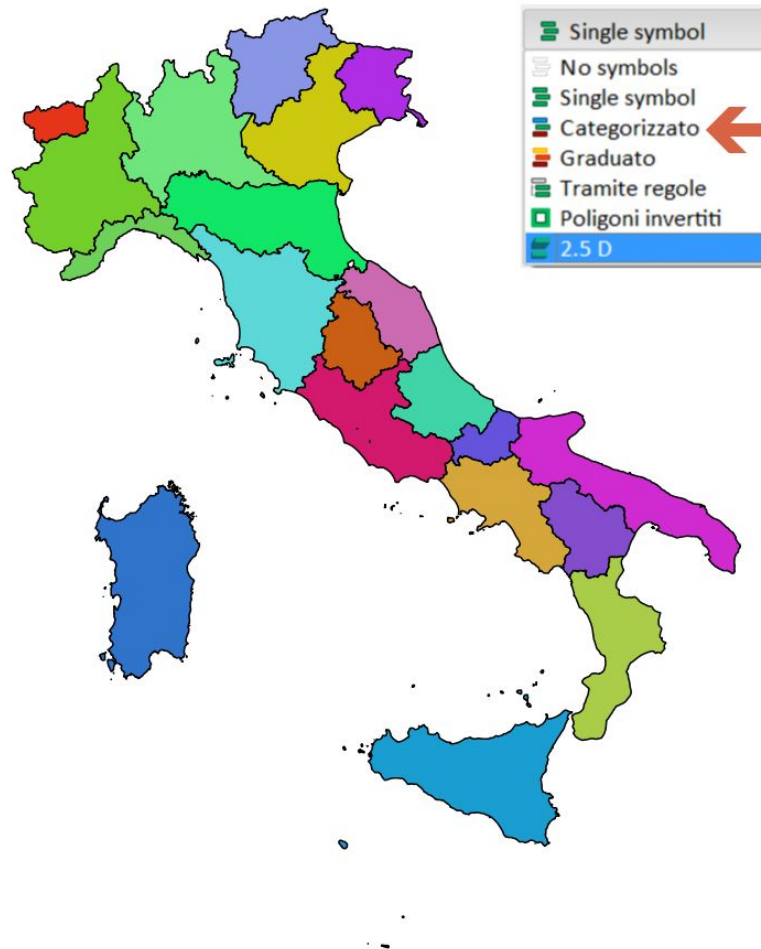 Single symbol
No symbols
Single symbol
Categorizzato
Graduato
Tramite regole
Poligoni invertiti
2.5 D